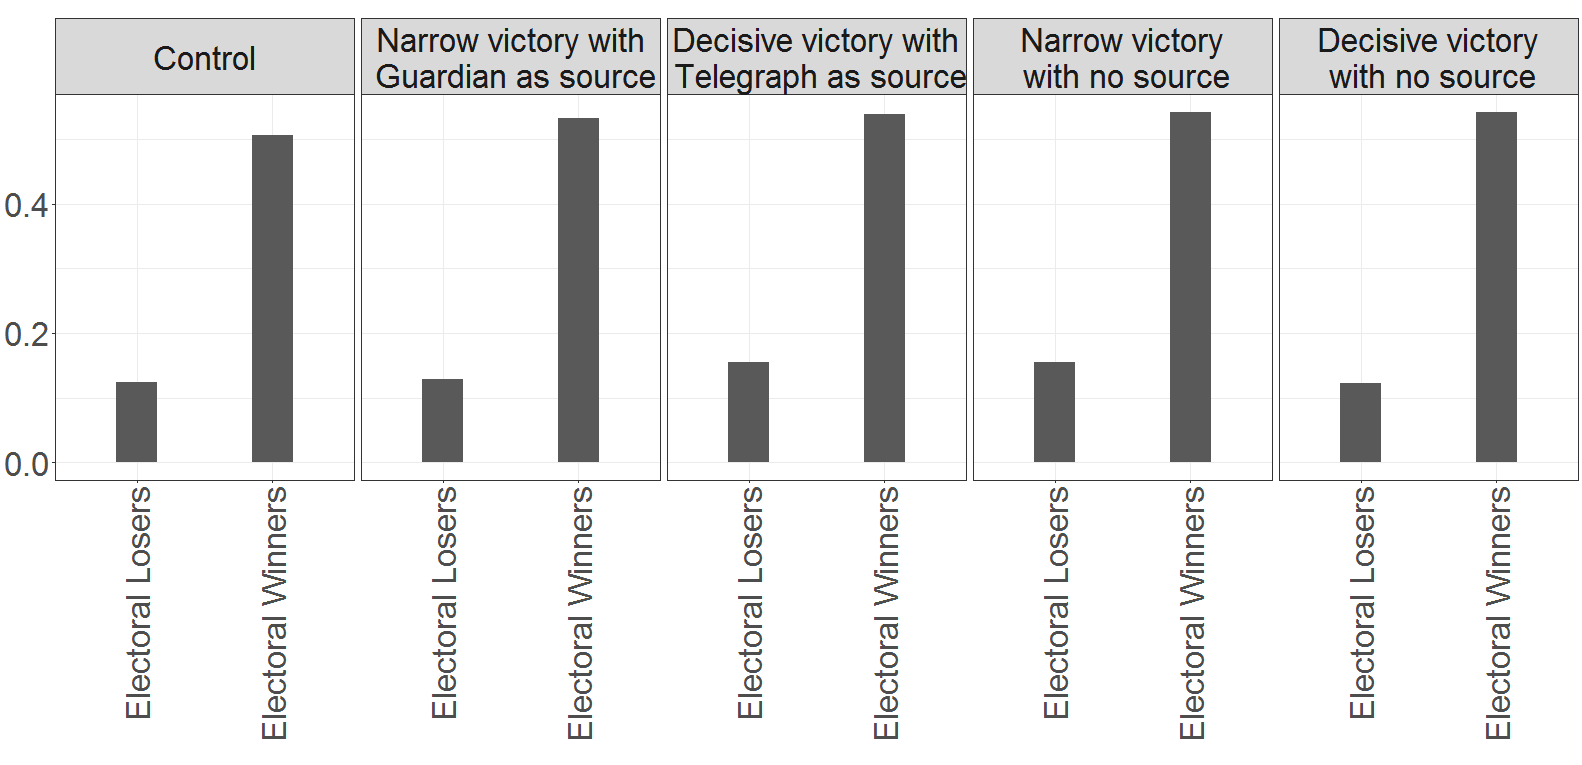 Control
Narrow victory with
Guardian as source
Decisive victory with
Telegraph as source
Narrow victory
with no source
Decisive victory
with no source
0.4
0.2
0.0
Electoral Losers
Electoral Winners
Electoral Losers
Electoral Winners
Electoral Losers
Electoral Winners
Electoral Losers
Electoral Winners
Electoral Losers
Electoral Winners